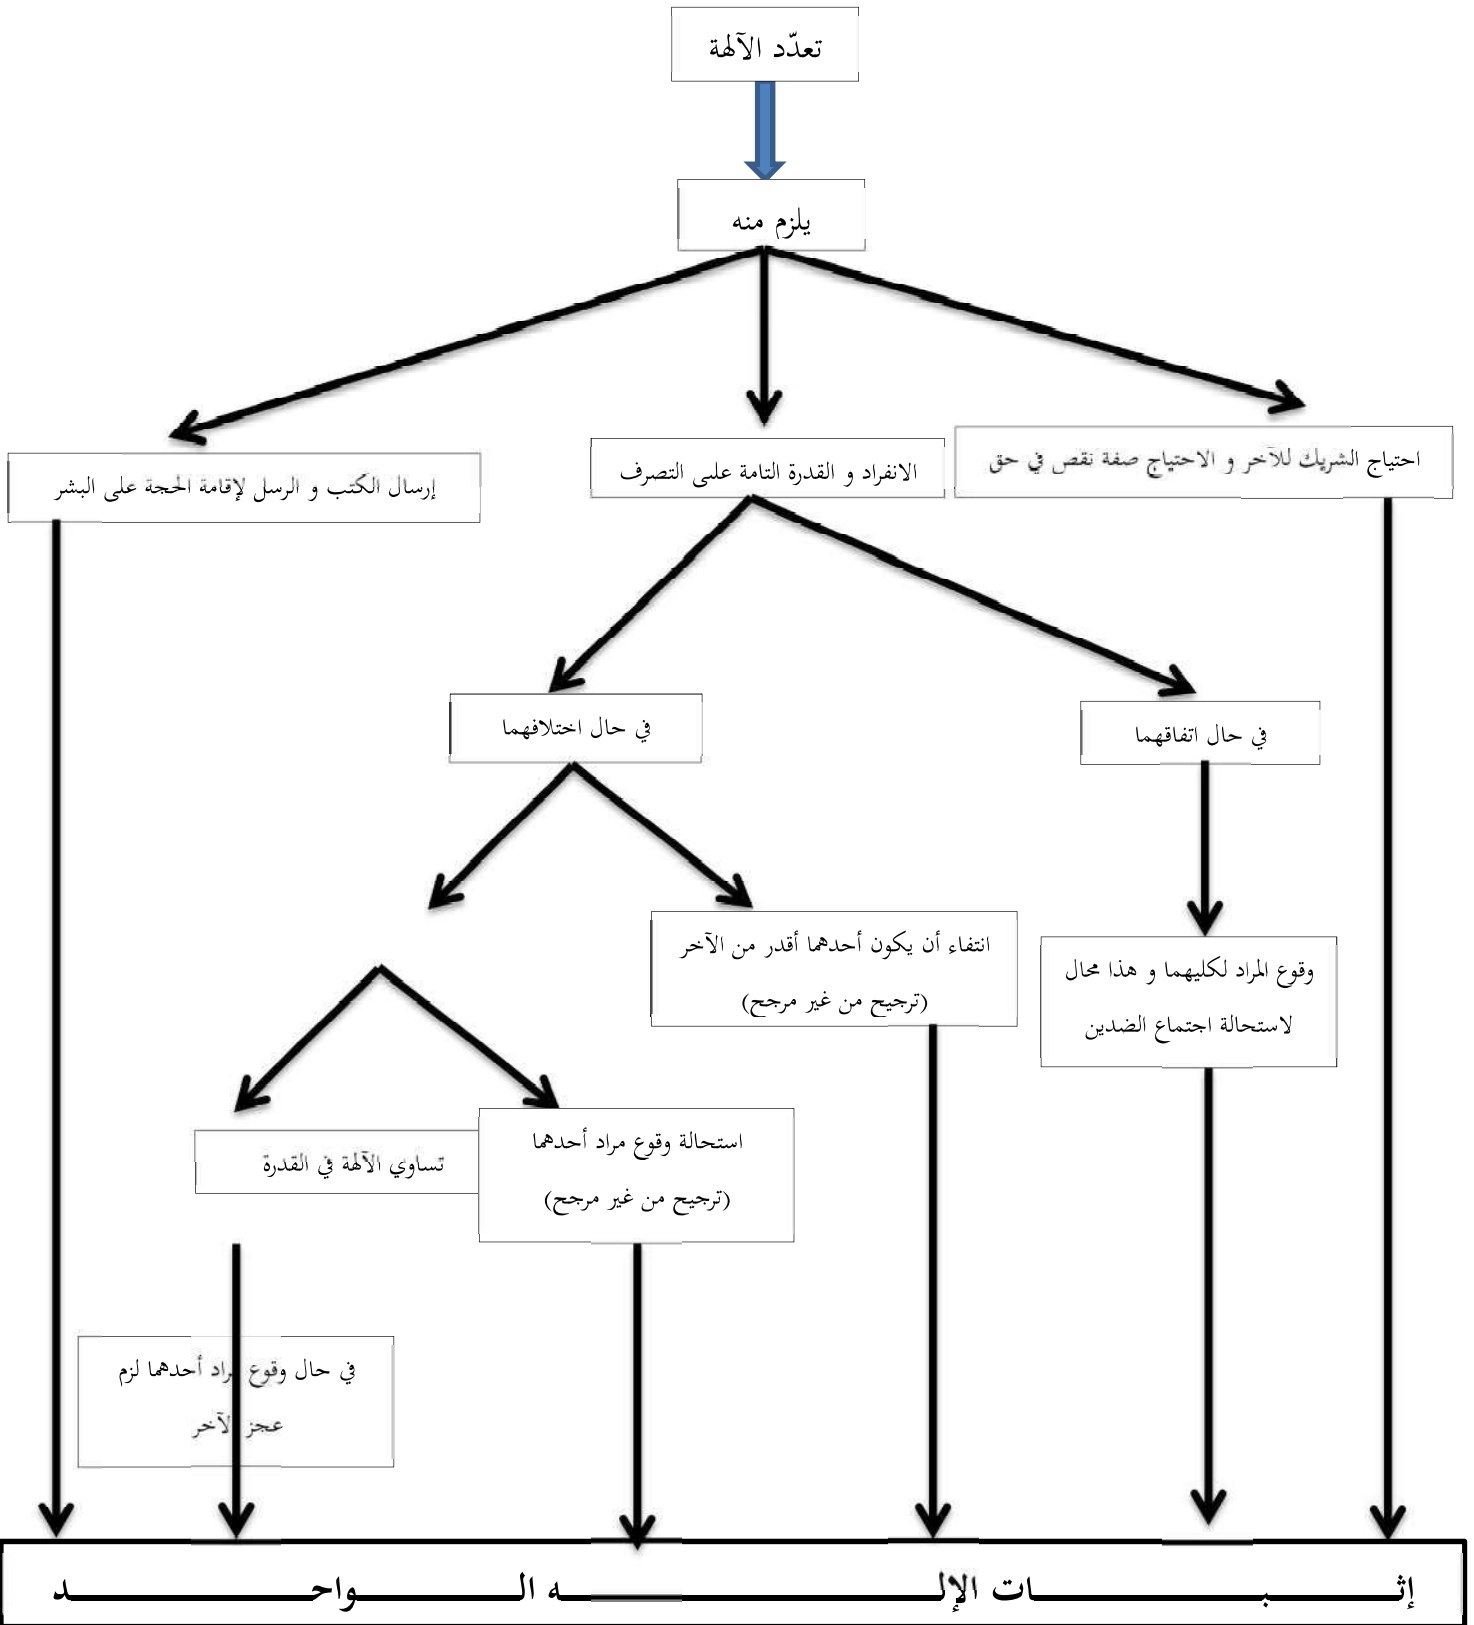 تعدّد الآلهة
يلزم منه
احتياج الشريك للآخر و الاحتياج صفة نقص في حق
الانفراد و القدرة التامة على التصرف
إرسال الكتب و الرسل لإقامة الحجة على البشر
في حال اتفاقهما
في حال اختلافهما
وقوع المراد لكليهما و هذا محال
لاستحالة اجتماع الضدين
انتفاء أن يكون أحدهما أقدر من الآخر
(ترجيح من غير مرجح)
استحالة وقوع مراد أحدهما
(ترجيح من غير مرجح)
تساوي الآلهة في القدرة
في حال وقوع مراد أحدهما لزم
عجز الآخر
إثـــبـــات الإلـــه الـــواحـــد